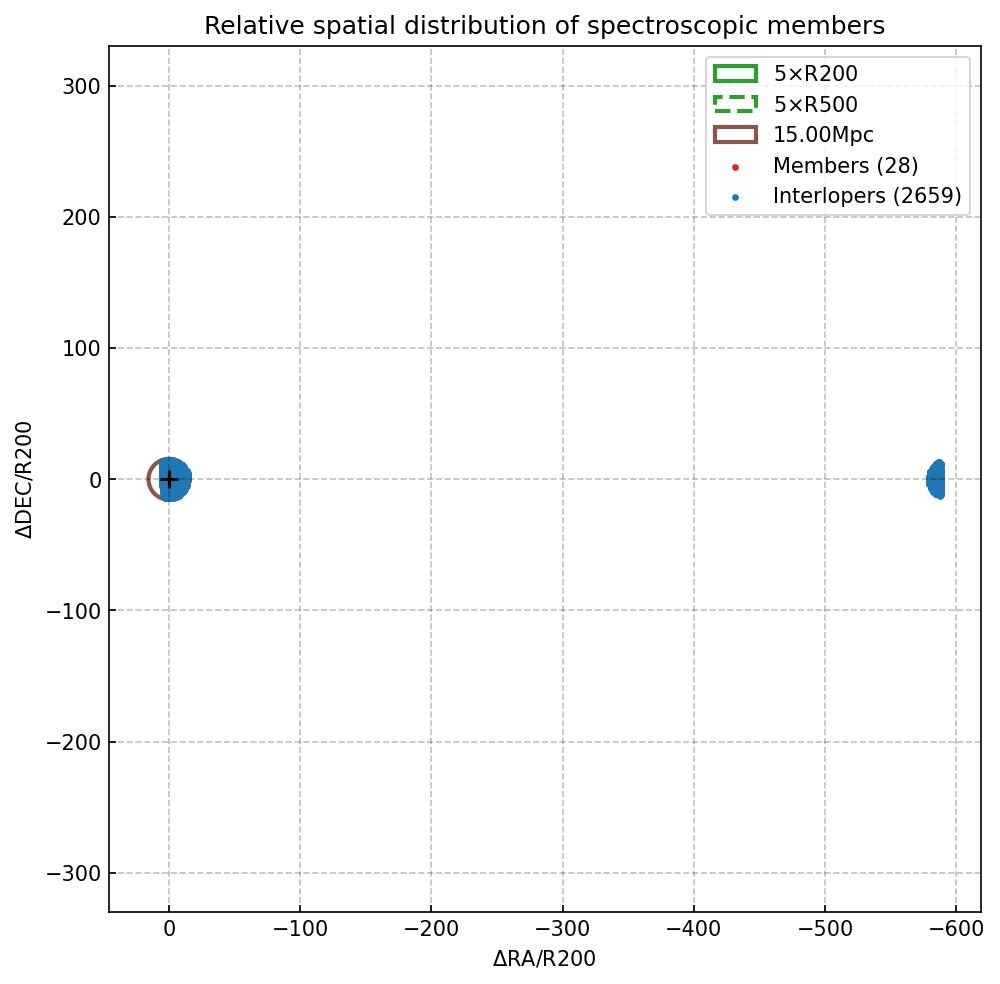 Relative spatial distribution of spectroscopic members
300
200
100
0
−100
−200
−300
ΔDEC/R200
5×R200
5×R500
15.00Mpc
Members (28)
Interlopers (2659)
0 −100 −200 −300 −400 −500 −600
ΔRA/R200